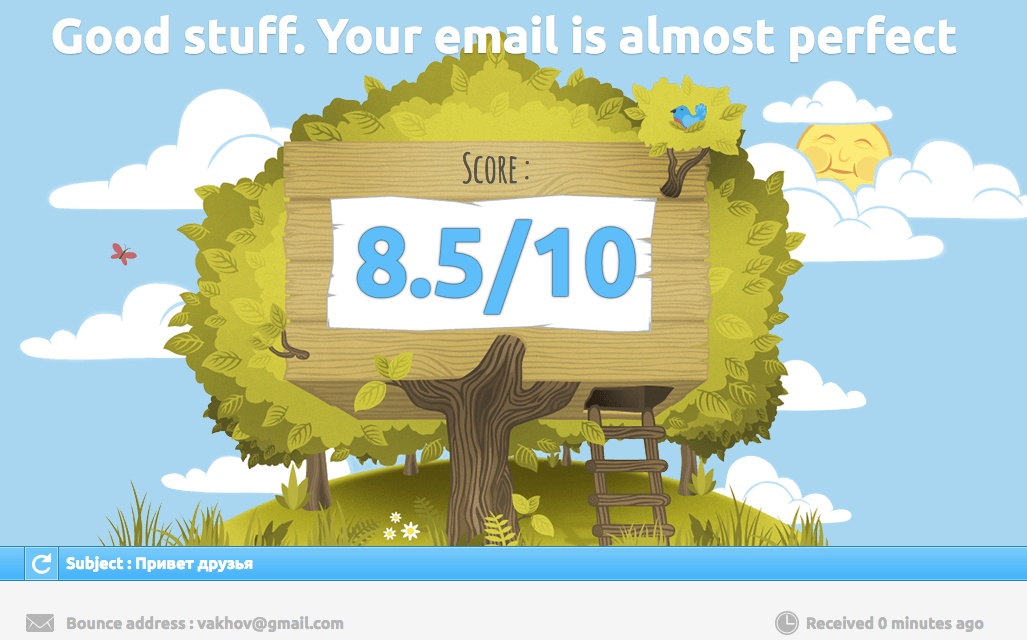 Good stuff. Your email is almost perfect
SCORE :
8.5/10
Subject : Привет друзья
Bounce address : vakhov@gmail.com
Received 0 minutes ago